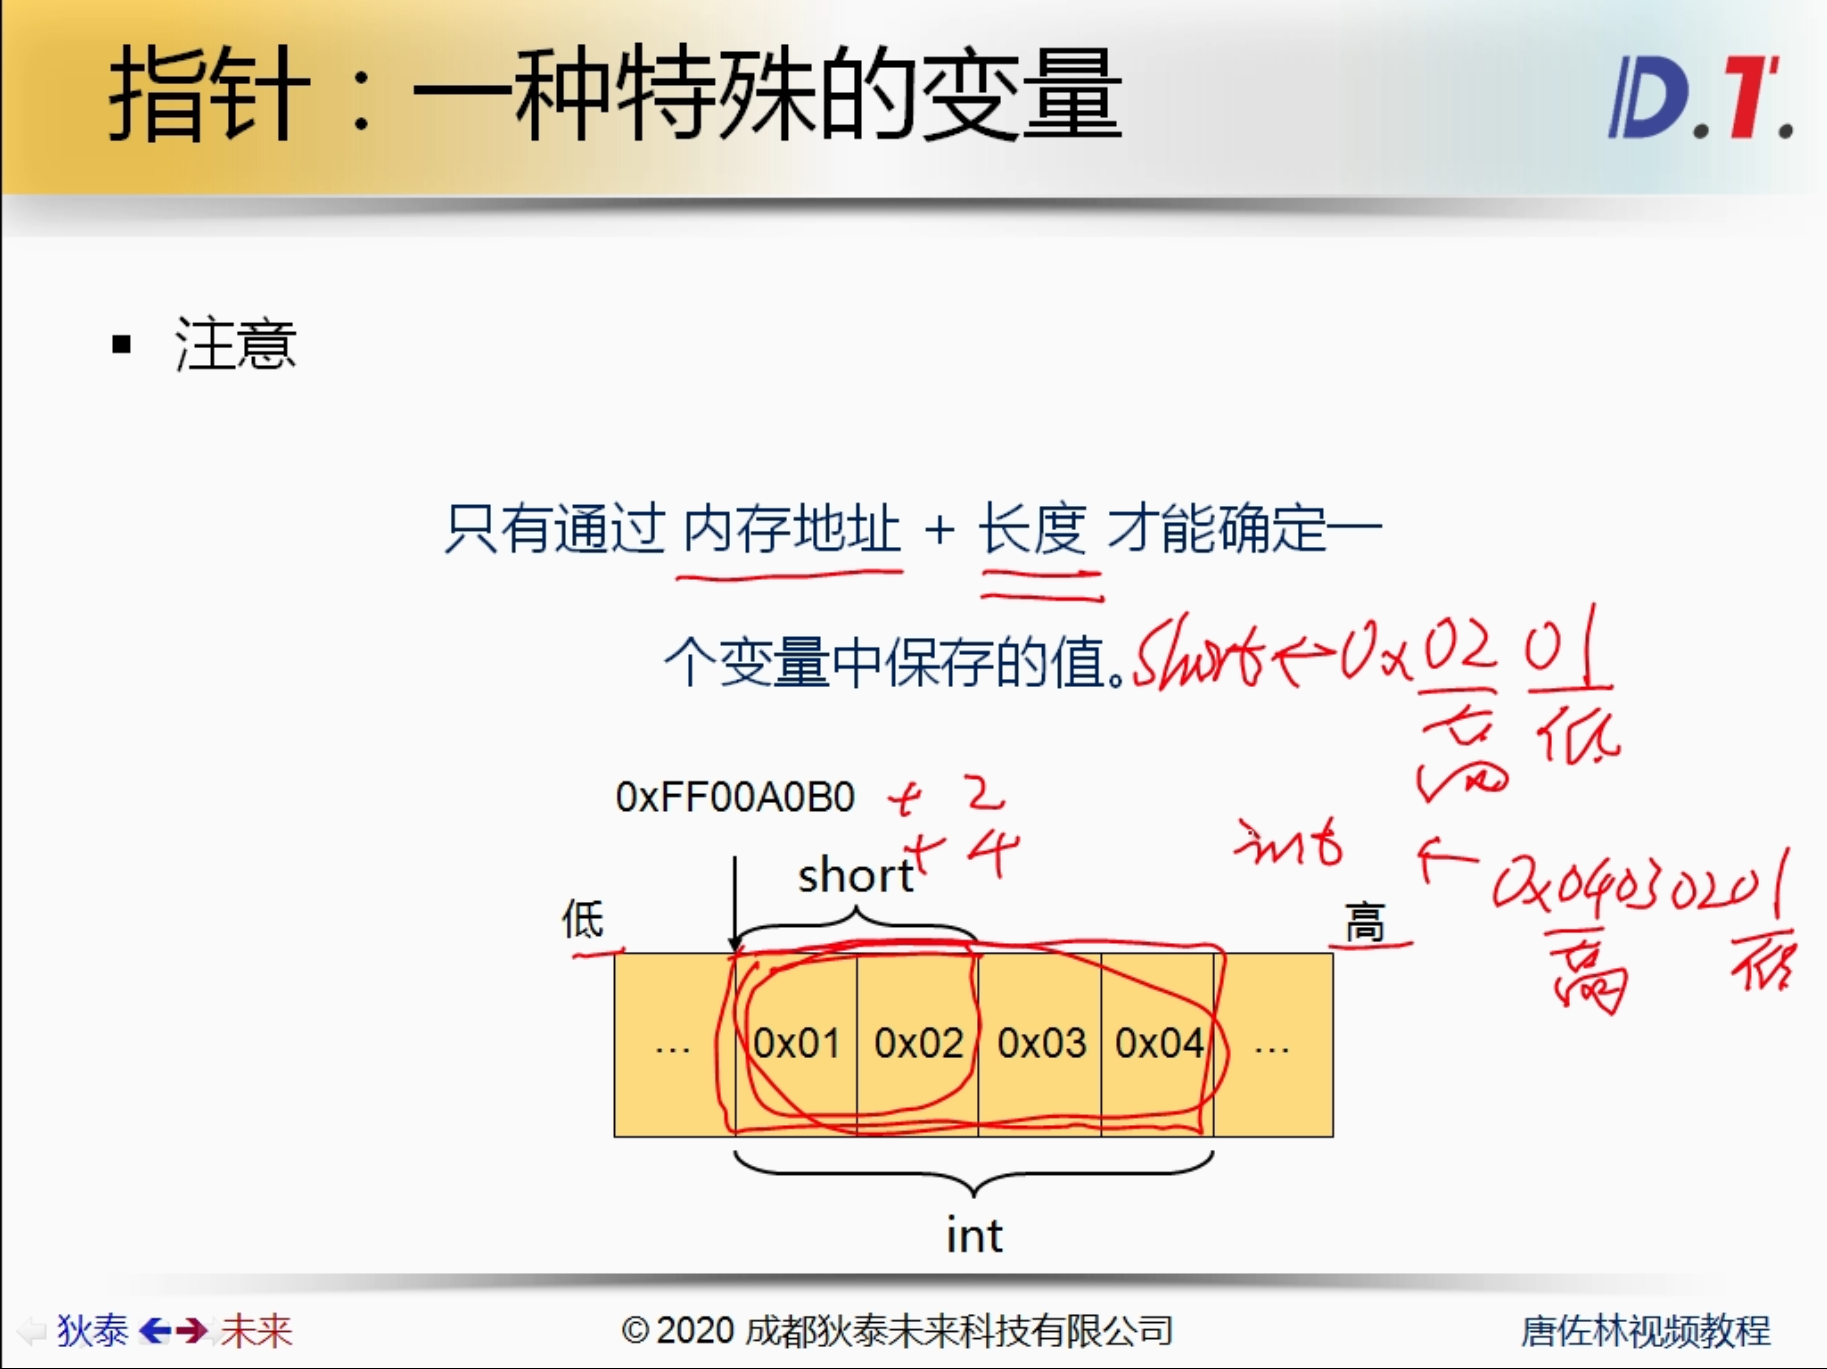 指针：一种特殊的变量
D.T.
▪ 注意
只有通过 内存地址 + 长度 才能确定一
个变量中保存的值。
short ← 0x 02 01
高 低
0xFF00A0B0 + 2
+ 4
short
int ← 0x04030201
高 低
低 高
... 0x01 0x02 0x03 0x04 ...
int
狄泰 未来
© 2020 成都狄泰未来科技有限公司
唐佐林视频教程